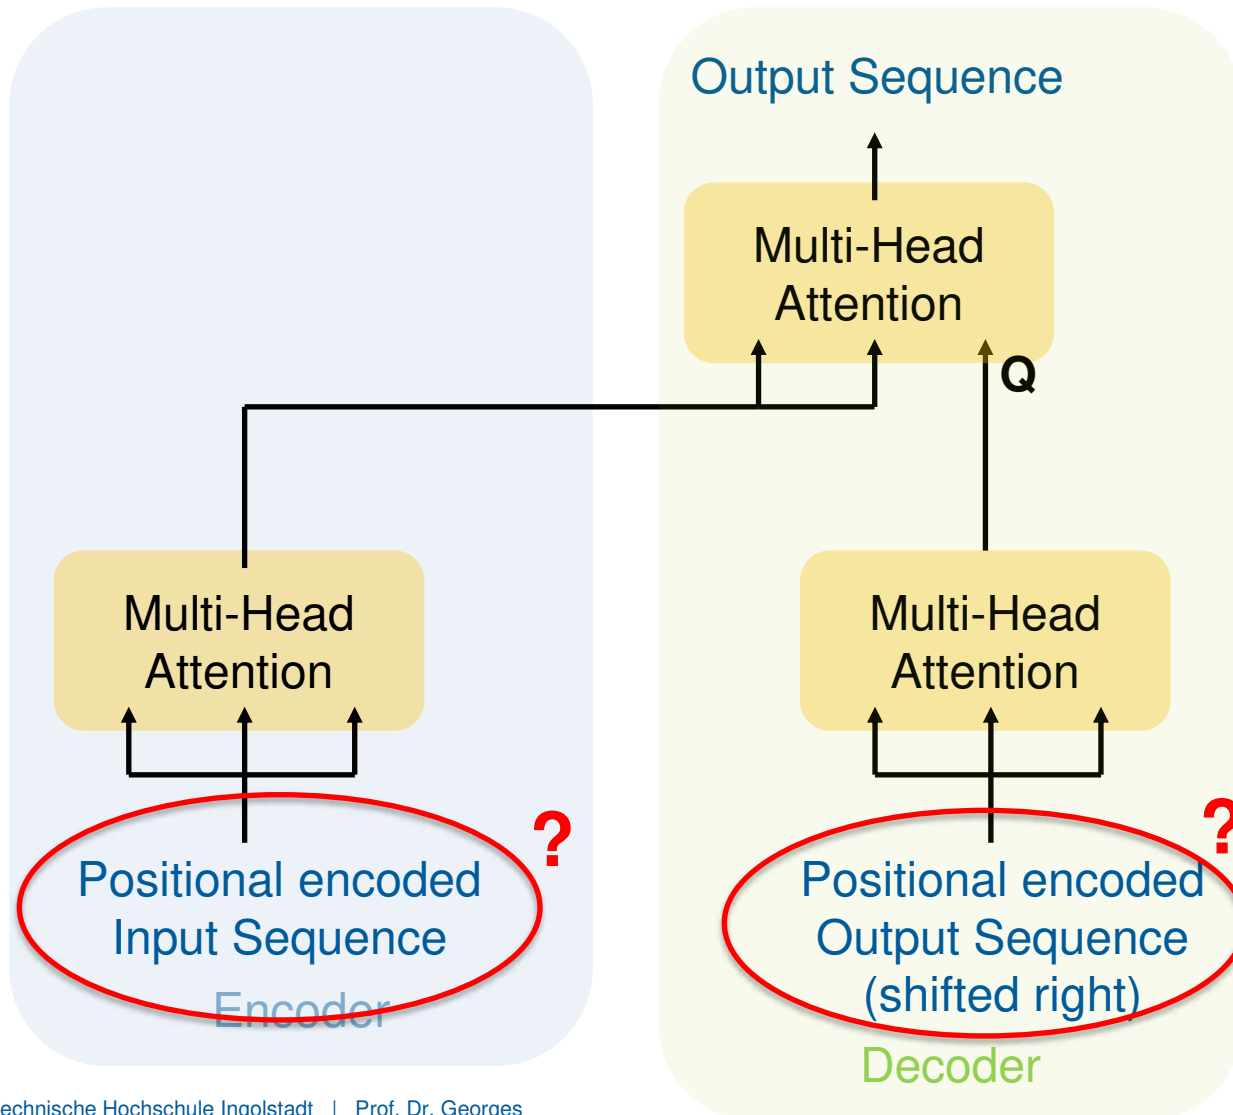 Output Sequence
Multi-Head
Attention
Q
Multi-Head
Attention
Multi-Head
Attention
?
Positional encoded
Input Sequence
Encoder
?
Positional encoded
Output Sequence
(shifted right)
Decoder
echnische Hochschule Ingolstadt | Prof. Dr. Georges